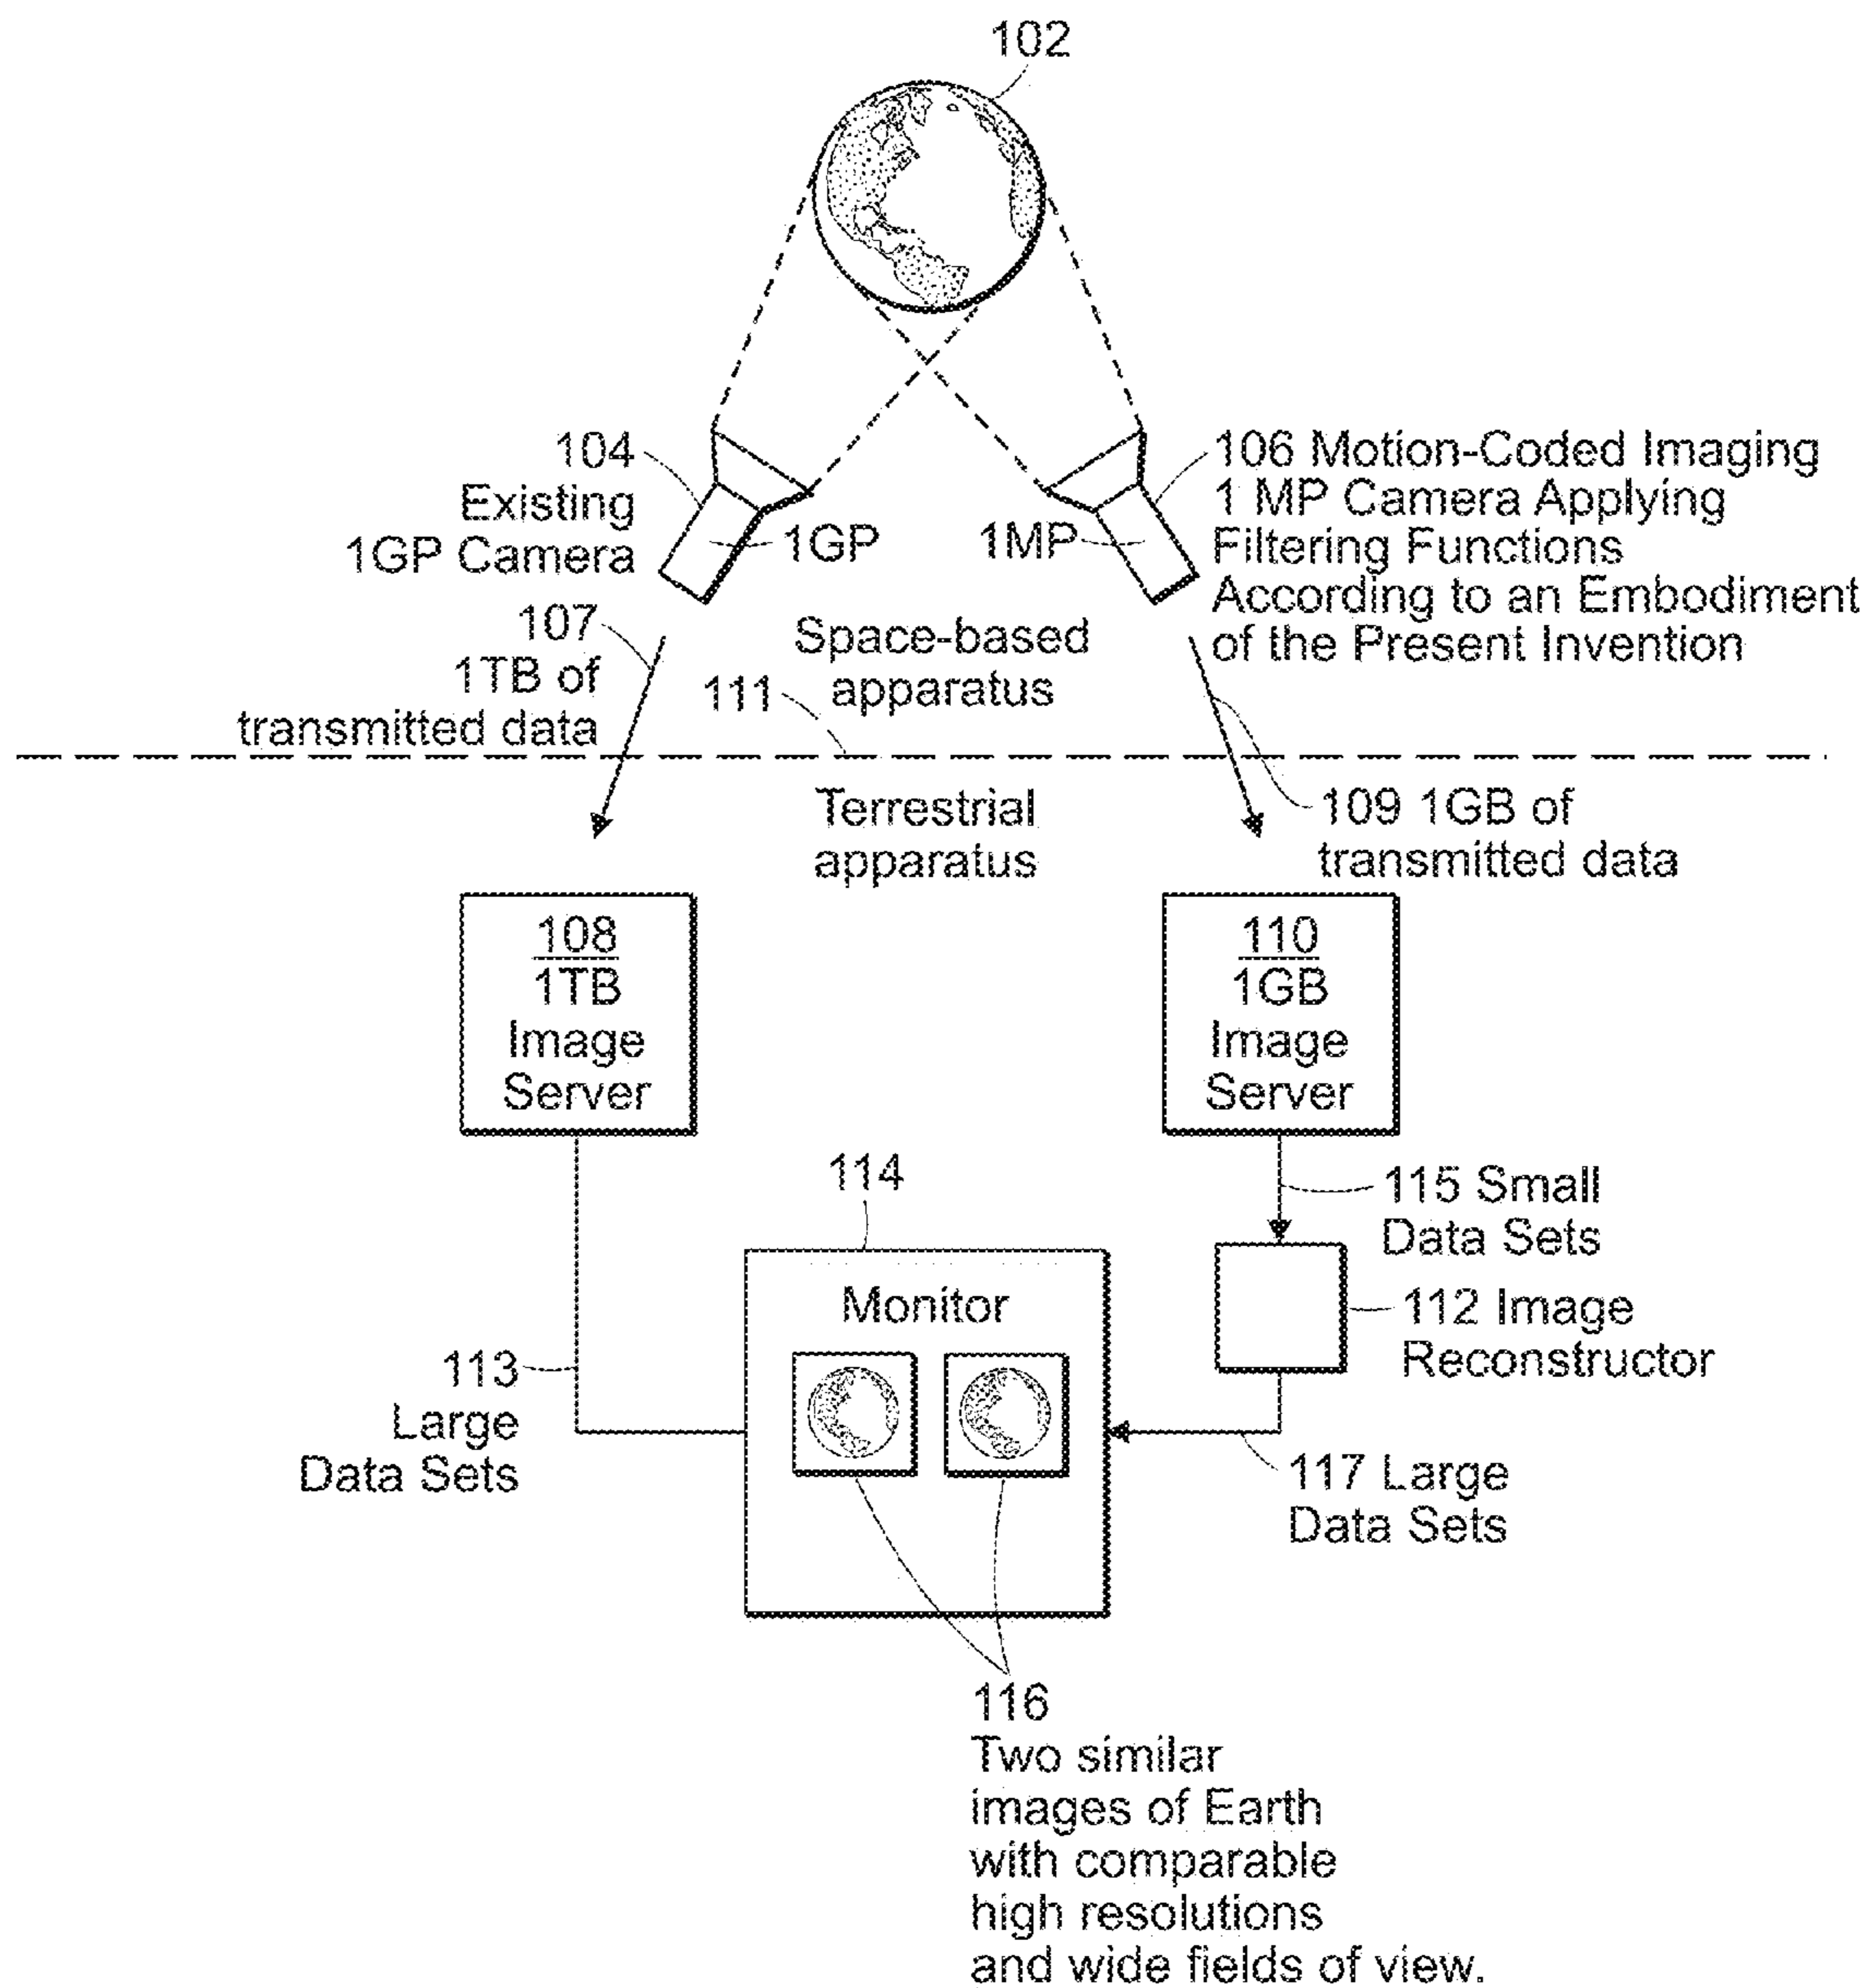 102
104
Existing
1GP Camera
1GP
1MP
106 Motion-Coded Imaging
1 MP Camera Applying
Filtering Functions
According to an Embodiment
of the Present Invention
107
1TB of
transmitted data
Space-based
apparatus
111
Terrestrial
apparatus
109 1GB of
transmitted data
108
1TB
Image
Server
110
1GB
Image
Server
114
Monitor
115 Small
Data Sets
112 Image
Reconstructor
113
Large
Data Sets
117 Large
Data Sets
116
Two similar
images of Earth
with comparable
high resolutions
and wide fields of view.